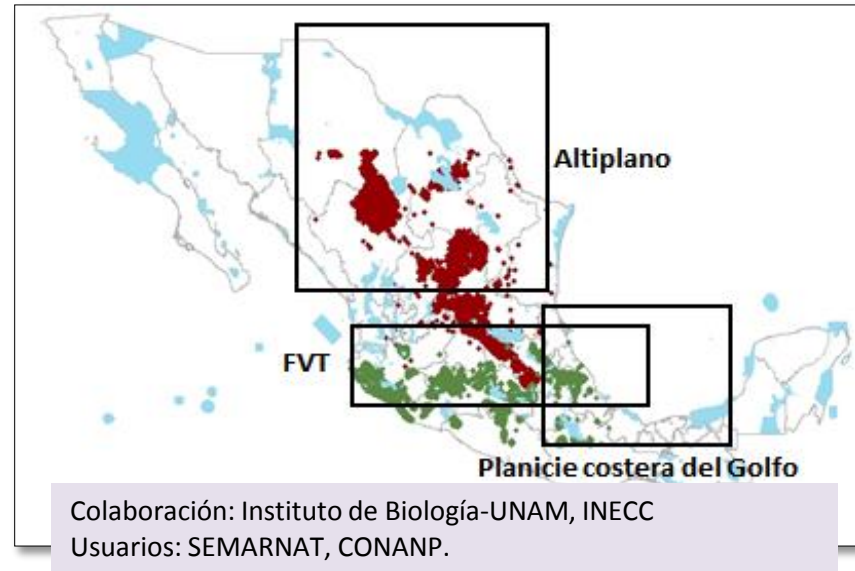 Altiplano
FVT
Planicie costera del Golfo
Colaboración: Instituto de Biología-UNAM, INECC
Usuarios: SEMARNAT, CONANP.